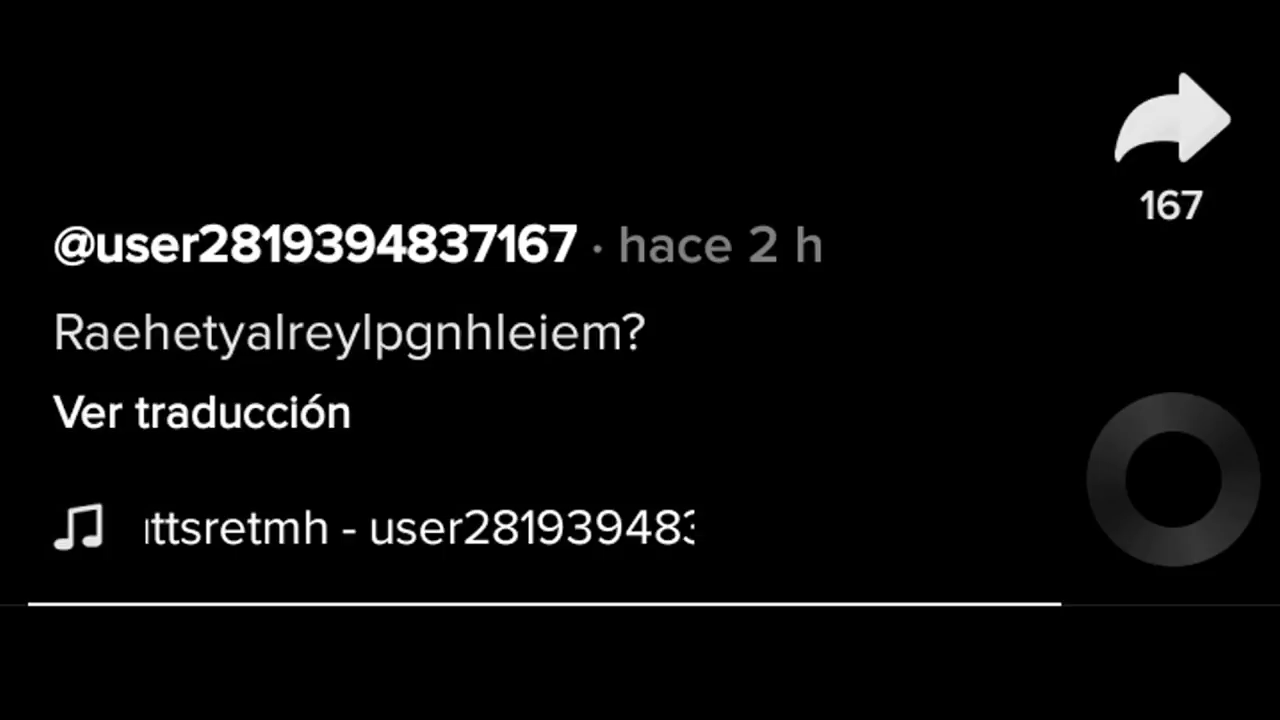 167
@user2819394837167 · hace 2 h
Raehetyalreylpgnhleiem?
Ver traducción
ttsretmh - user28193948